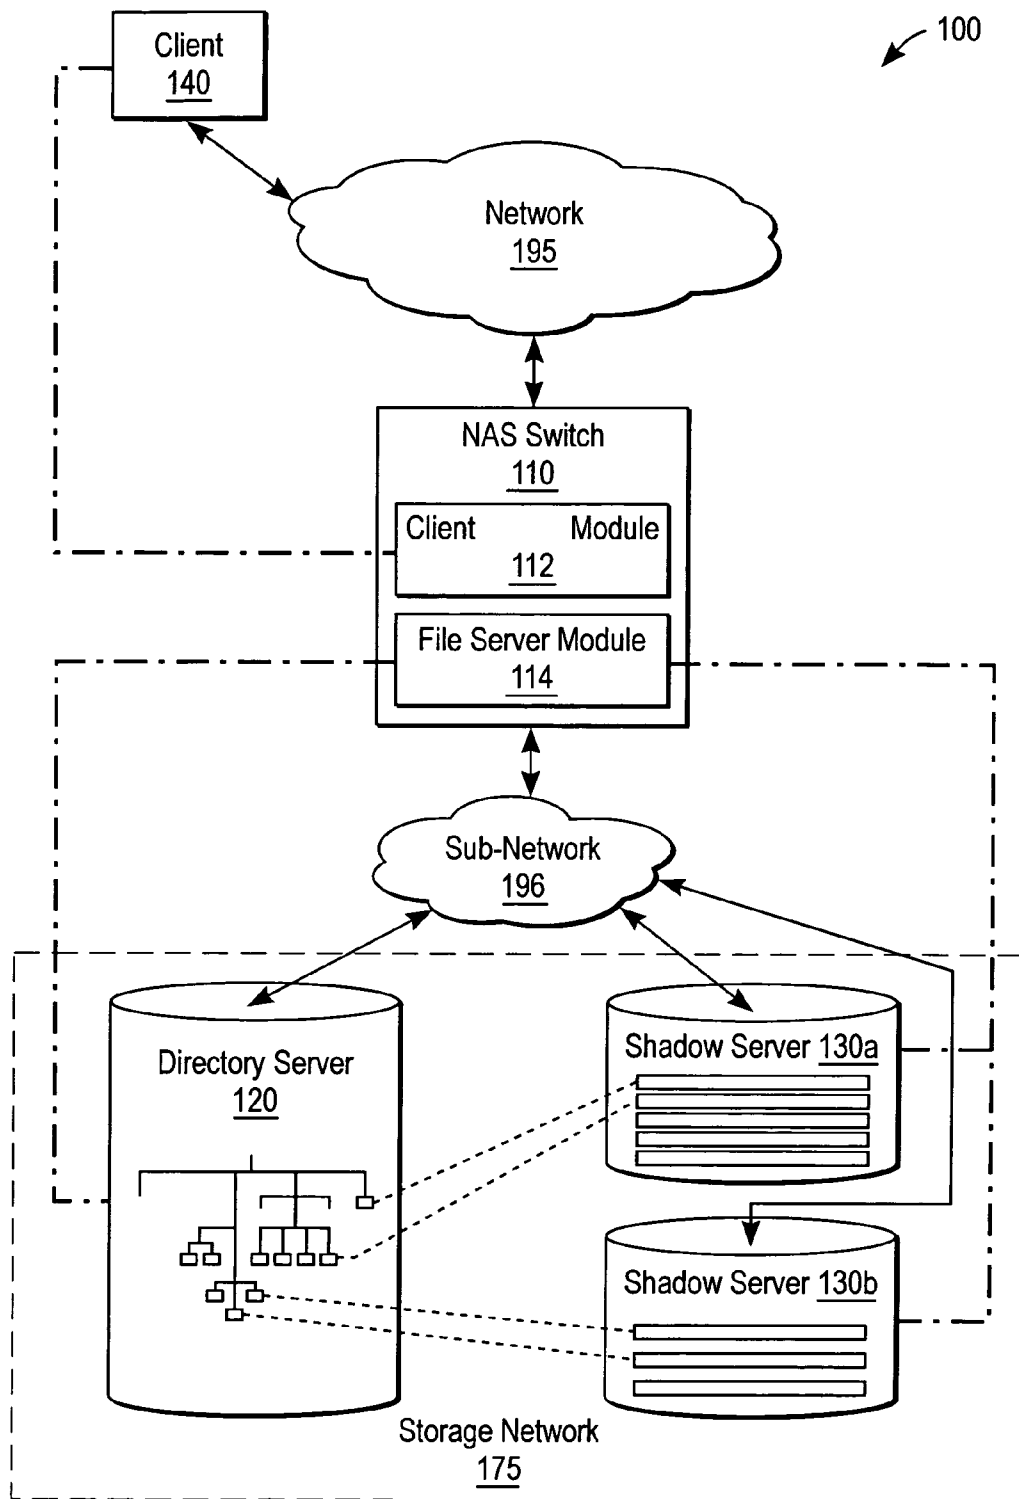 100
Client
140
Network
195
NAS Switch
110
Client Module
112
File Server Module
114
Sub-Network
196
Directory Server
120
Shadow Server 130a
Shadow Server 130b
Storage Network
175